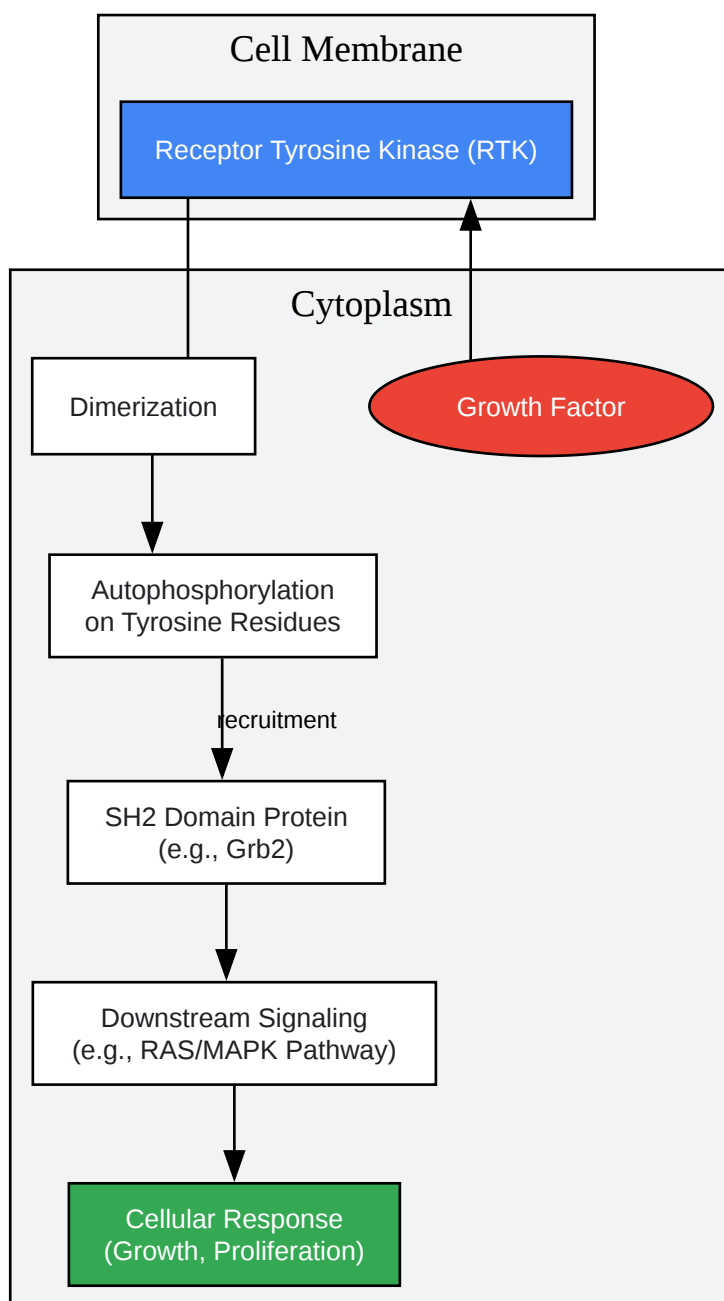 Cell Membrane
Receptor Tyrosine Kinase (RTK)
Cytoplasm
Dimerization
Growth Factor
Autophosphorylation
on Tyrosine Residues
recruitment
SH2 Domain Protein
(e.g., Grb2)
Downstream Signaling
(e.g., RAS/MAPK Pathway)
Cellular Response
(Growth, Proliferation)